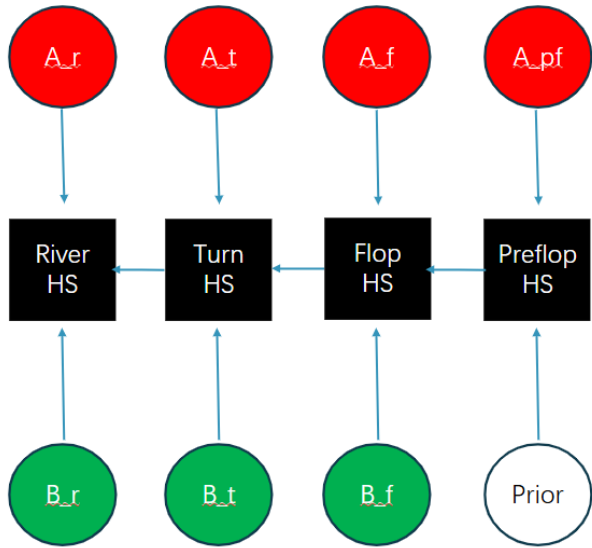 A_r
A_t
A_f
A_pf
River
HS
Turn
HS
Flop
HS
Preflop
HS
B_r
B_t
B_f
Prior